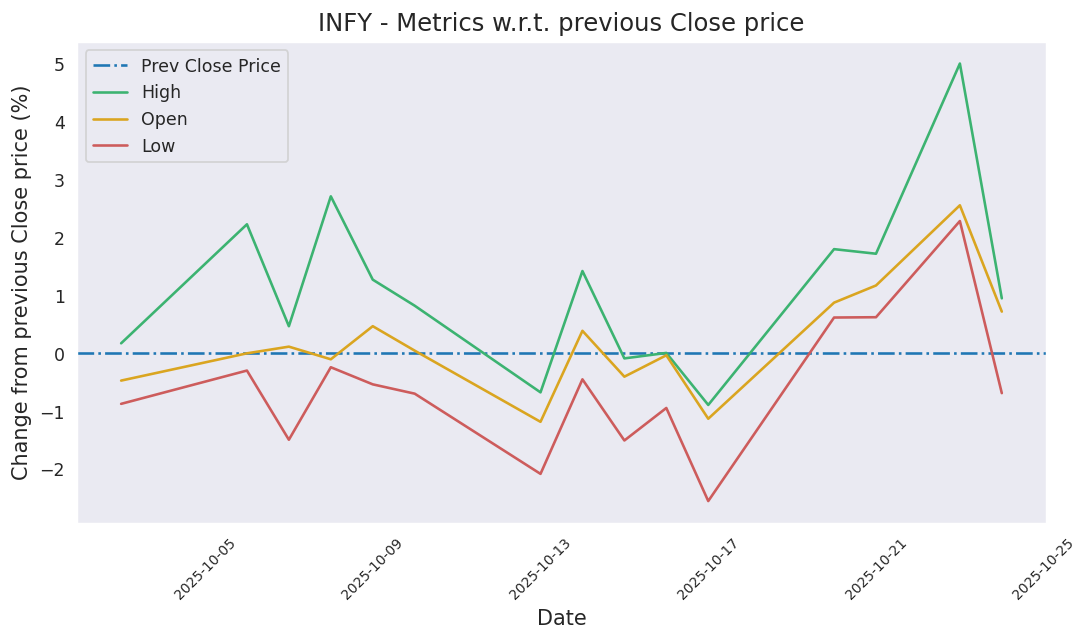 INFY - Metrics w.r.t. previous Close price
Prev Close Price
High
Open
Low
Change from previous Close price (%)
5
4
3
2
1
0
−1
−2
2025-10-05
2025-10-09
2025-10-13
2025-10-17
2025-10-21
2025-10-25
Date